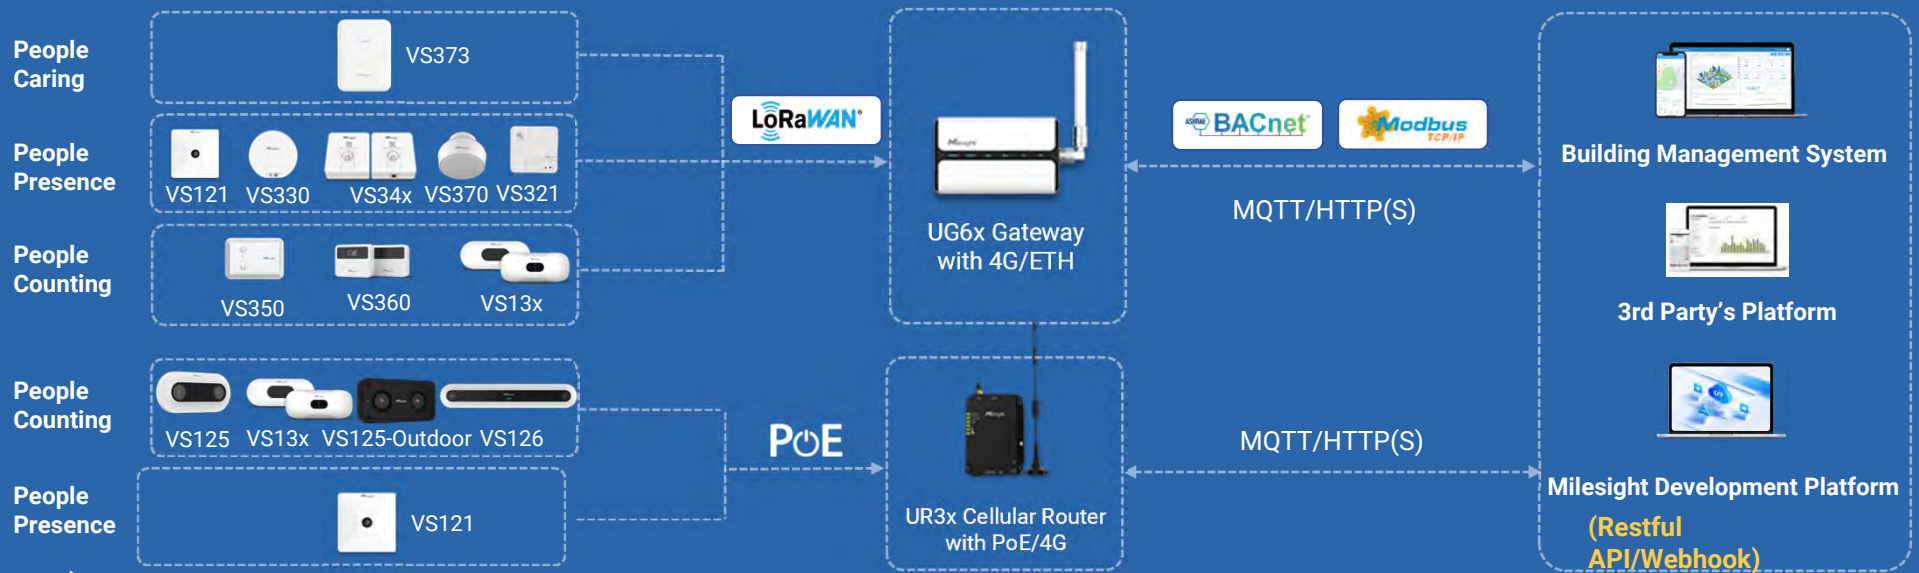 People
Caring
VS373
People
Presence
VS121 VS330 VS34x VS370 VS321
People
Counting
VS350 VS360 VS13x
LoRaWAN®
Milesight
UG6x Gateway
with 4G/ETH
ASHRAE BACnet
Modbus
TCP/IP
MQTT/HTTP(S)
Building Management System
3rd Party's Platform
People
Counting
VS125 VS13x VS125-Outdoor VS126
People
Presence
VS121
PoE
Milesight
UR3x Cellular Router
with PoE/4G
MQTT/HTTP(S)
Milesight Development Platform
(Restful
API/Webhook)